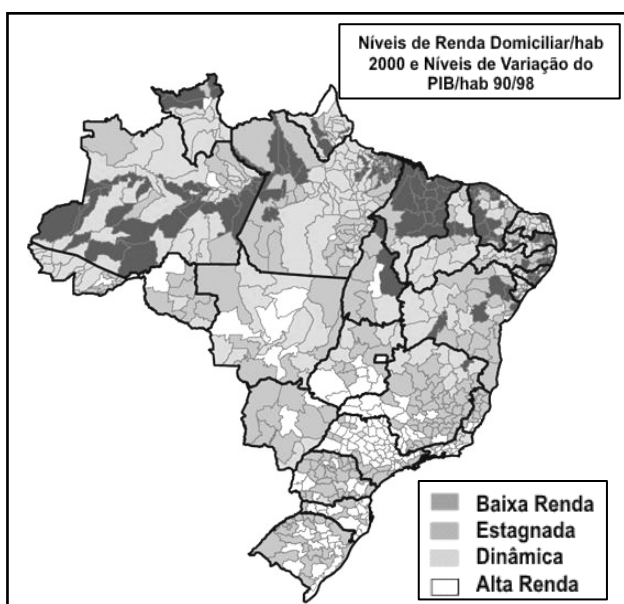 Níveis de Renda Domiciliar/hab
2000 e Níveis de Variação do
PIB/hab 90/98
Baixa Renda
Estagnada
Dinâmica
Alta Renda